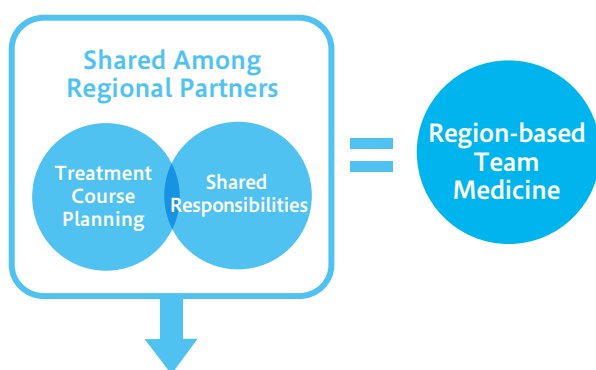 Shared Among
Regional Partners
Treatment
Course
Planning
Shared
Responsibilities
=
Region-based
Team
Medicine